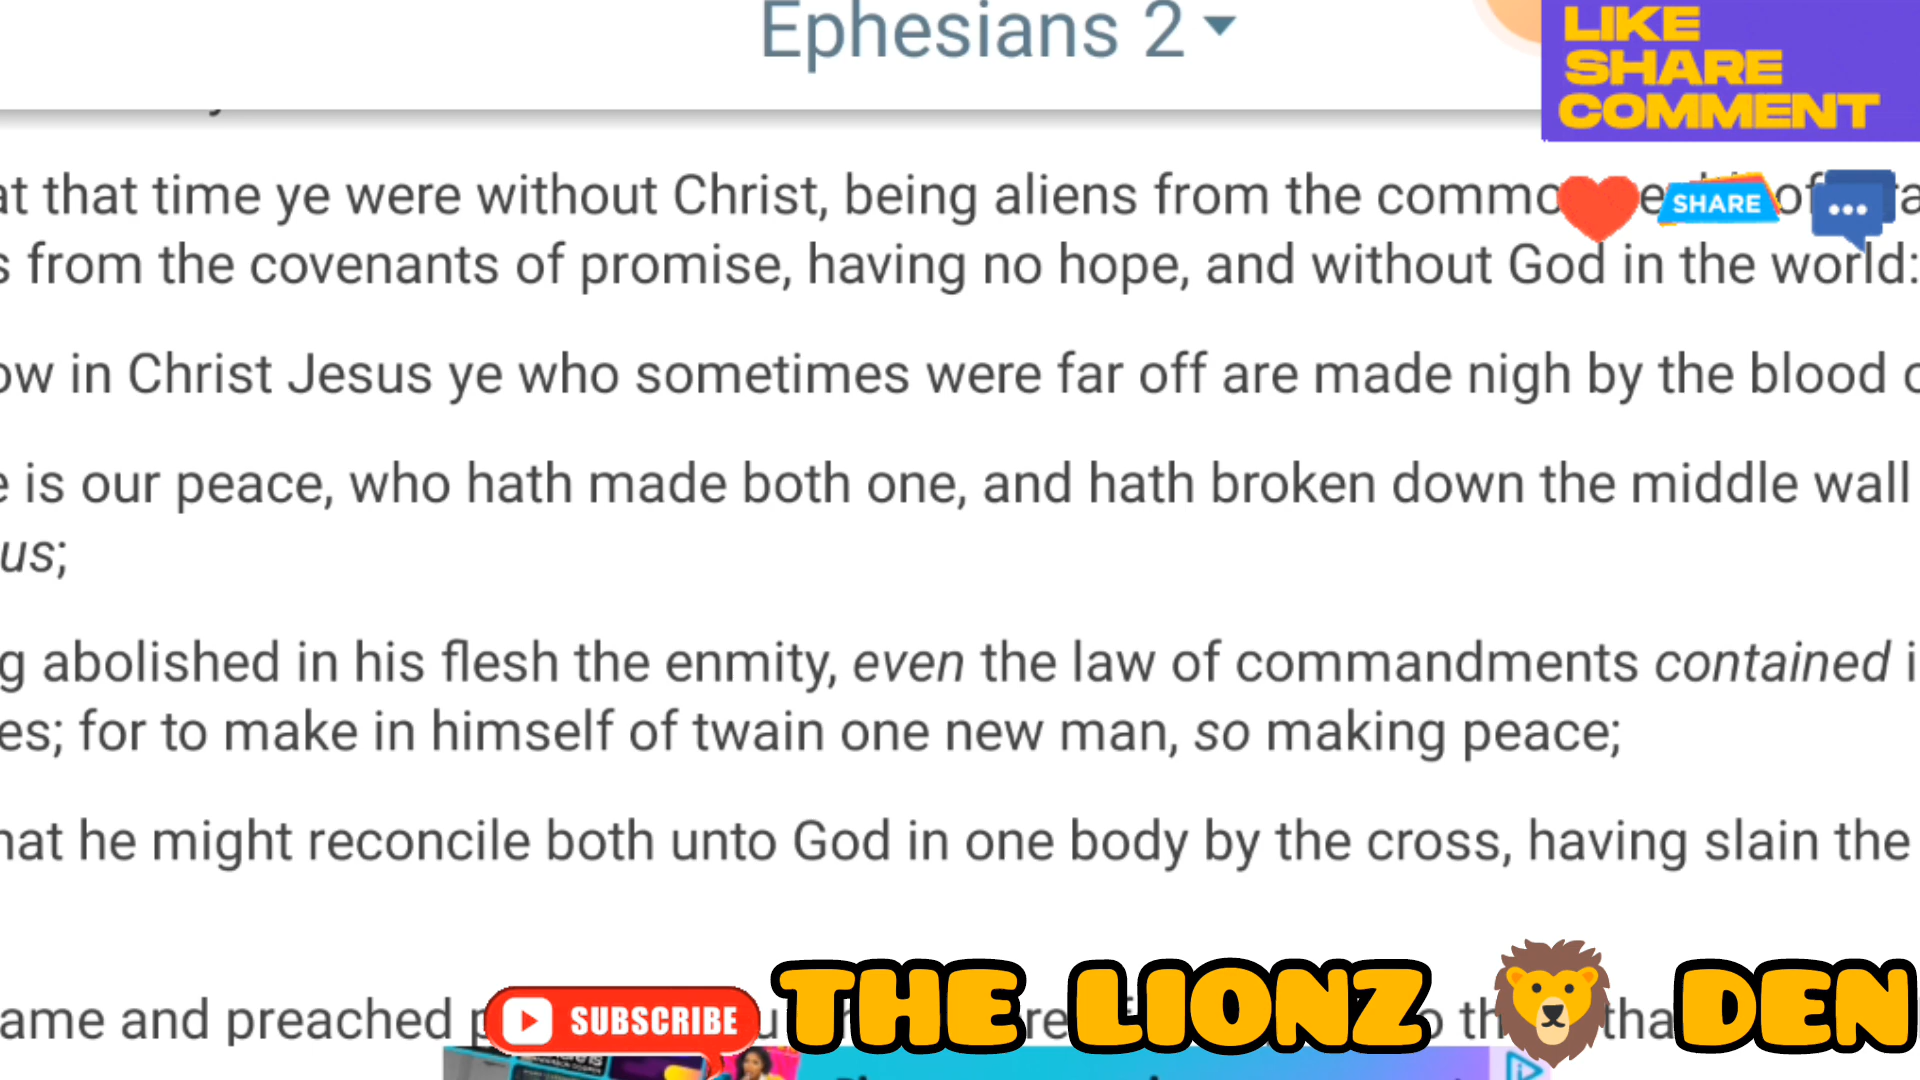 Ephesians 2
LIKE
SHARE
COMMENT
at that time ye were without Christ, being aliens from the
SHARE
from the covenants of promise, having no hope, and without God in the world:
in Christ Jesus ye who sometimes were far off are made nigh by the blood
is our peace, who hath made both one, and hath broken down the middle wall
us;
abolished in his flesh the enmity, even the law of commandments contained
for to make in himself of twain one new man, so making peace;
he might reconcile both unto God in one body by the cross, having slain the
and preached
SUBSCRIBE
THE LIONZ DEN